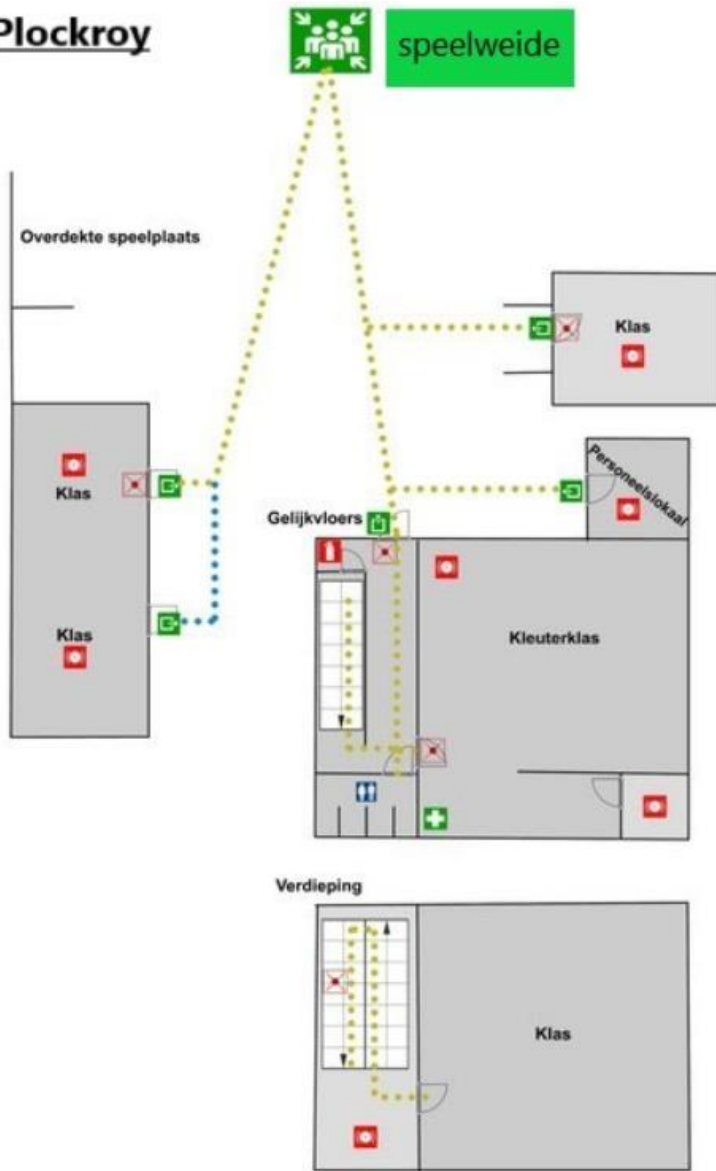 Plockroy
speelweide
Overdekte speelplaats
Klas
Klas
Personeelslokaal
Gelijkvloers
Klas
Kleuterklas
Verdieping
Klas